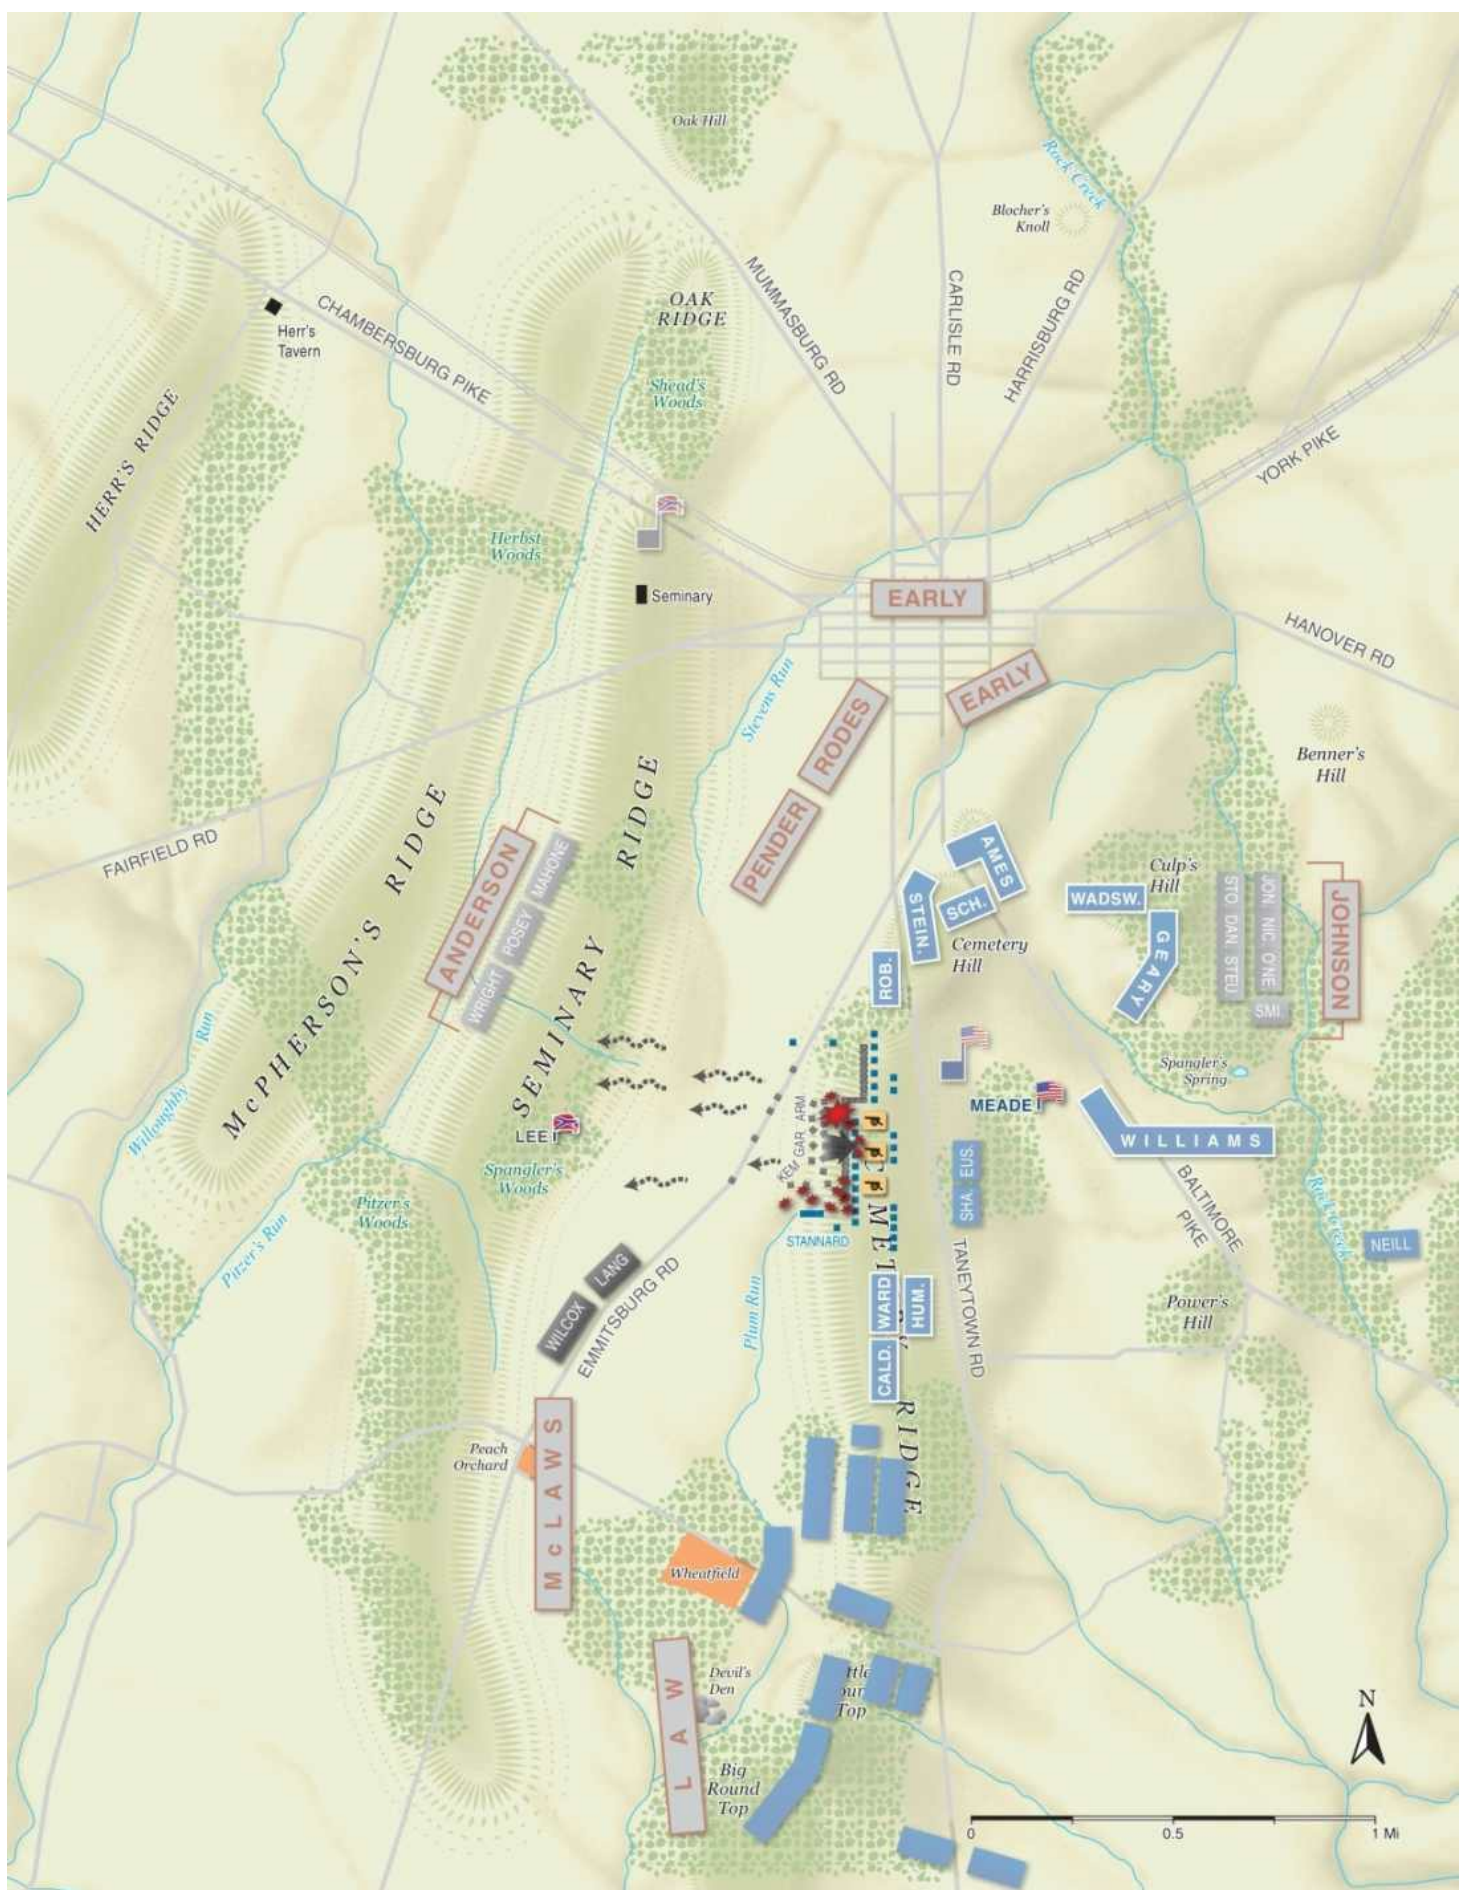 Oak Hill
Rock Creek
Blocher's
Knoll
MUMMASBURG RD
CARLISLE RD
HARRISBURG RD
OAK
RIDGE
CHAMBERSBURG PIKE
Herr's
Tavern
Shead's
Woods
HERR'S RIDGE
YORK PIKE
Herbst
Woods
Seminary
EARLY
HANOVER RD
EARLY
Stevens Run
RODES
PENDER
Benner's
Hill
FAIRFIELD RD
McPHERSON'S RIDGE
SEMINARY RIDGE
ANDERSON
MAHONE
POSEY
WRIGHT
AMES
STEIN.
SCH.
Cemetery
Hill
ROB.
Culp's
Hill
WADSW.
GEARY
STO. DAN. STEU.
JON. NIC. O'NE.
SMI.
JOHNSON
Spangler's
Spring
Willoughby Run
LEE
Spangler's
Woods
Pitzer's
Woods
Pitzer's Run
ARM.
GAR.
KEM.
STANNARD
MEADE
WILLIAMS
EUS.
SHA.
BALTIMORE
PIKE
Rock Creek
NEILL
LANG
WILCOX
EMMITSBURG RD
Plum Run
C
MET
RIDGE
WARD
HUM.
CALD.
TANEYTOWN RD
Power's
Hill
Peach
Orchard
McLAWS
Wheatfield
LAW
Devil's
Den
ttle
Top
Big
Round
Top
N
0 0.5 1 Mi